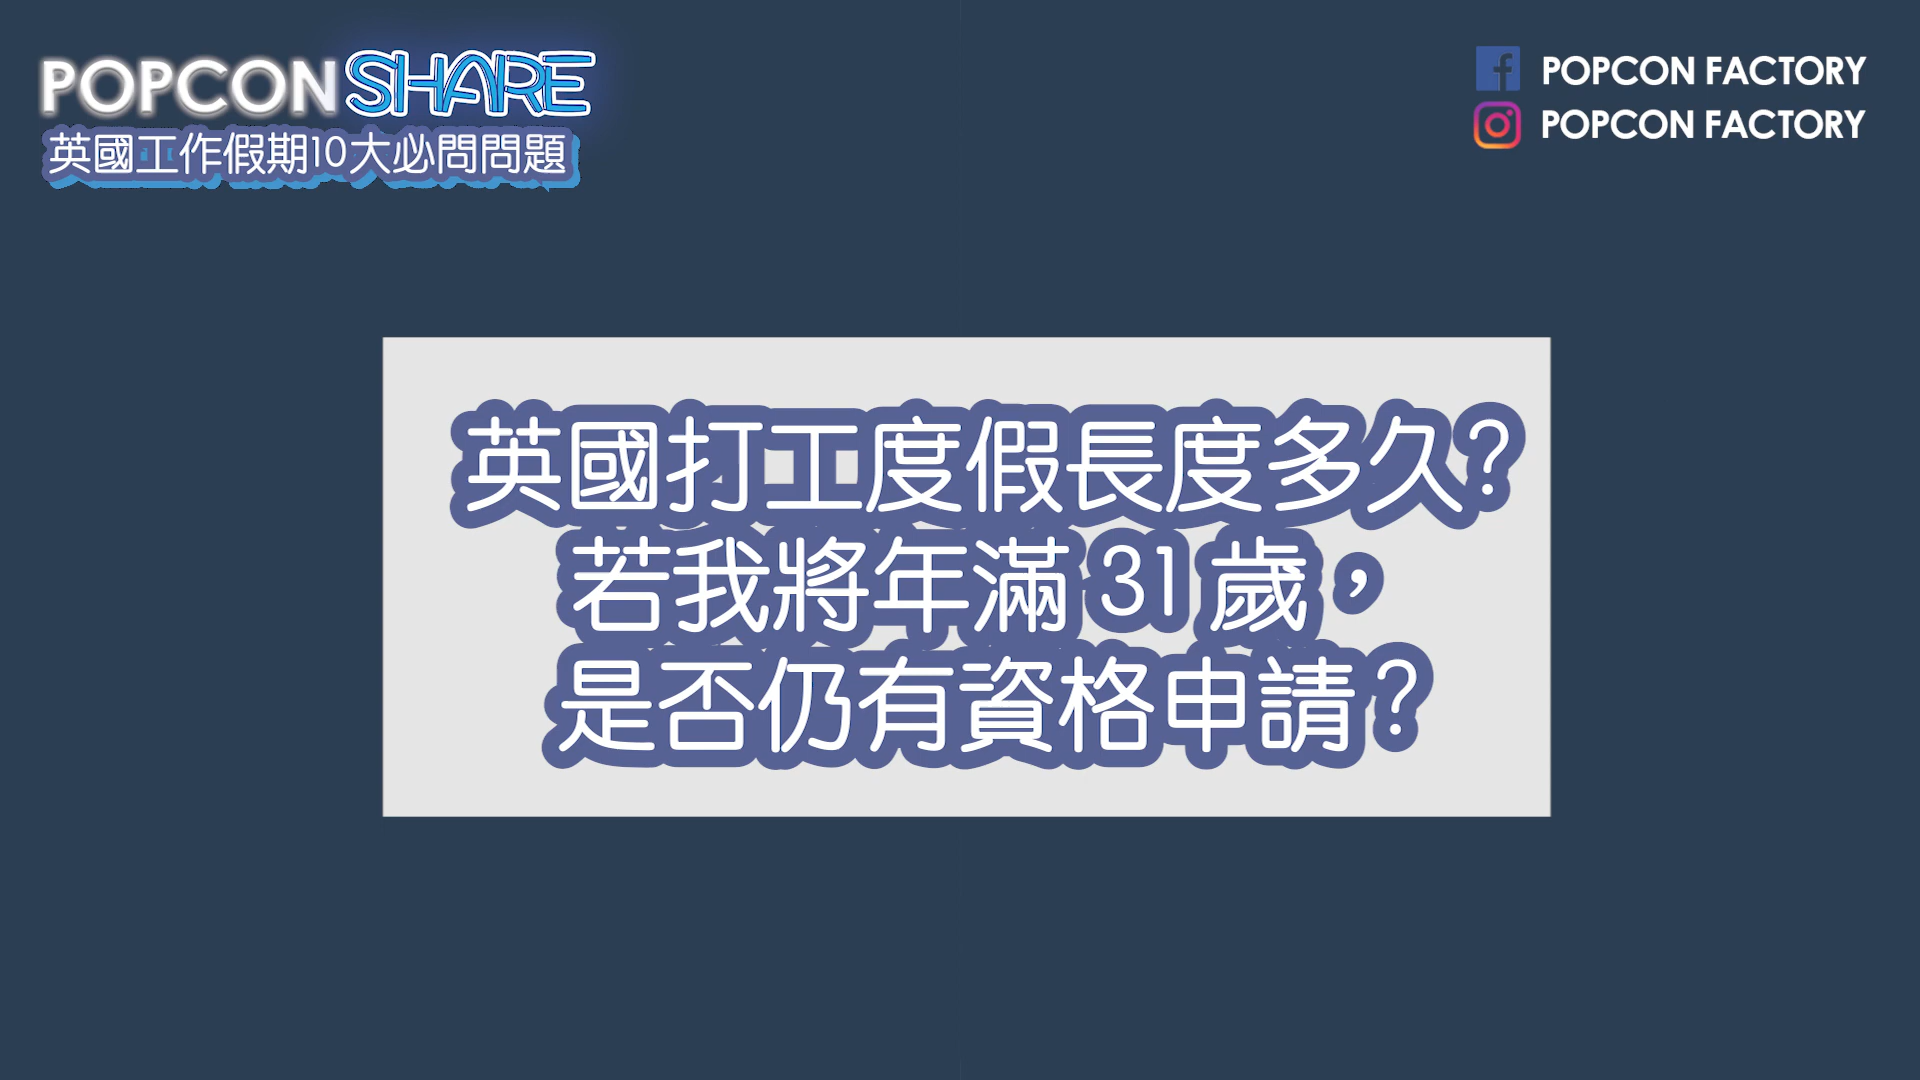 POPCON SHARE
英國工作假期10大必問問題
POPCON FACTORY
POPCON FACTORY
英國打工度假長度多久?
若我將年滿 31 歲，
是否仍有資格申請？